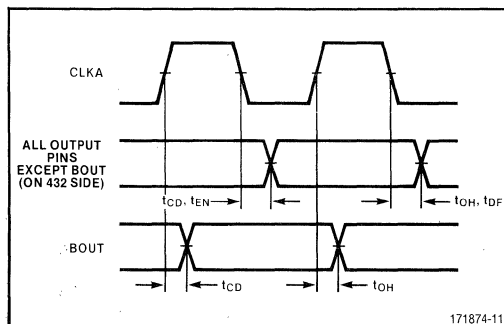 CLKA
ALL OUTPUT
PINS
EXCEPT BOUT
(ON 432 SIDE)
tCD, tEN
tOH, tDF
BOUT
tCD
tOH
171874-11